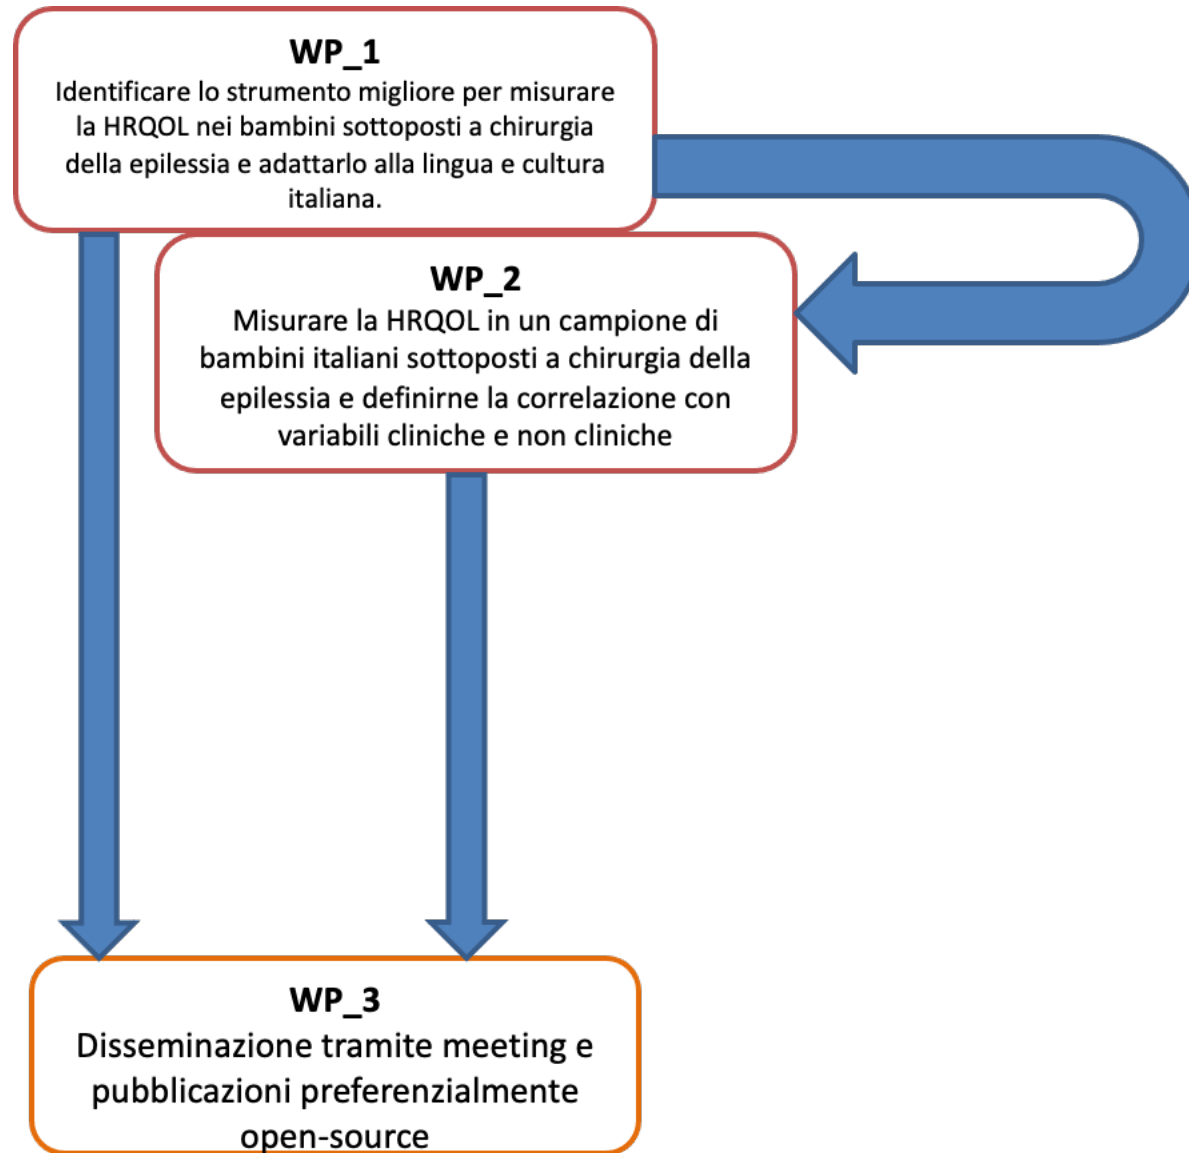 WP_1
Identificare lo strumento migliore per misurare
la HRQOL nei bambini sottoposti a chirurgia
della epilessia e adattarlo alla lingua e cultura
italiana.
WP_2
Misurare la HRQOL in un campione di
bambini italiani sottoposti a chirurgia della
epilessia e definirne la correlazione con
variabili cliniche e non cliniche
WP_3
Disseminazione tramite meeting e
pubblicazioni preferenzialmente
open-source